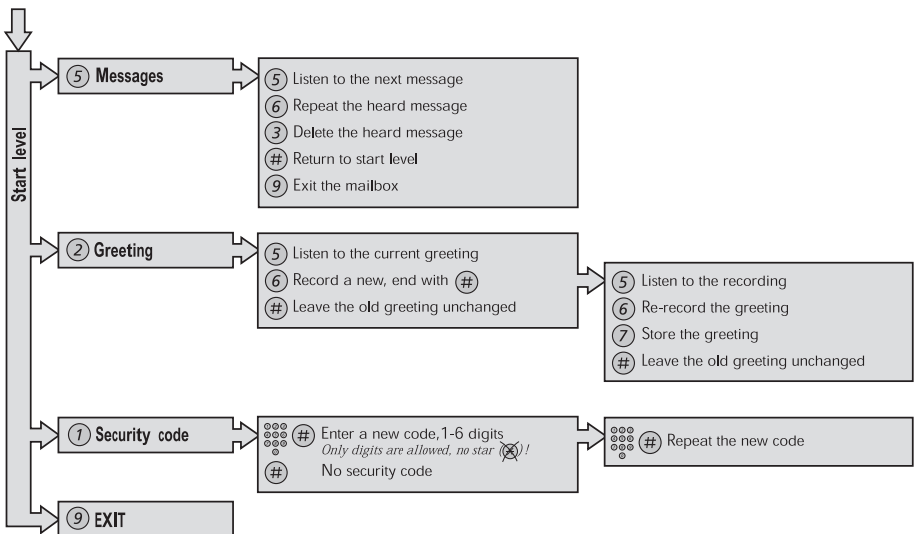 Start level
5 Messages
5 Listen to the next message
6 Repeat the heard message
3 Delete the heard message
# Return to start level
9 Exit the mailbox
2 Greeting
5 Listen to the current greeting
6 Record a new, end with #
# Leave the old greeting unchanged
5 Listen to the recording
6 Re-record the greeting
7 Store the greeting
# Leave the old greeting unchanged
1 Security code
# Enter a new code,1-6 digits
Only digits are allowed, no star (*)!
# No security code
# Repeat the new code
9 EXIT